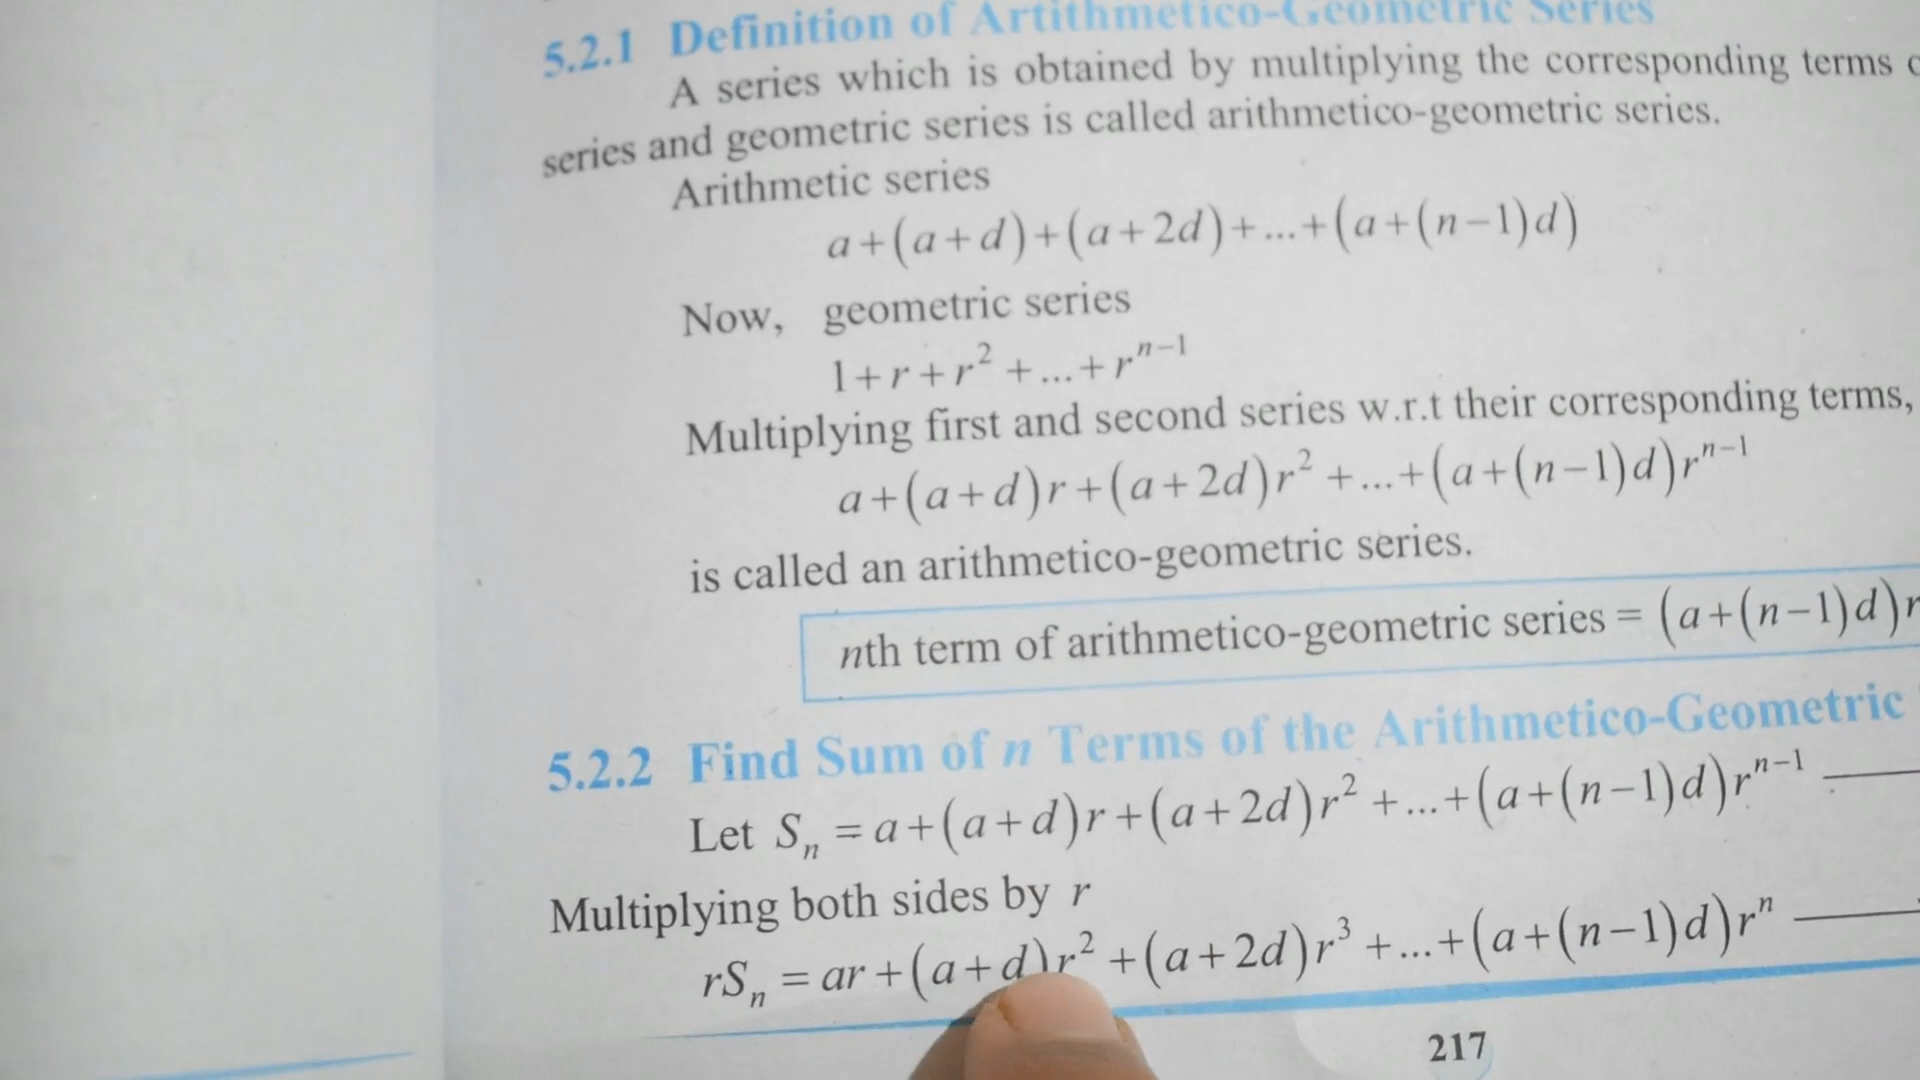 5.2.1 Definition of Artithmetico-Geometric Series
A series which is obtained by multiplying the corresponding terms
series and geometric series is called arithmetico-geometric series.
Arithmetic series
a+(a+d)+(a+2d)+...+(a+(n−1)d)
Now, geometric series
1+r+r² +...+rⁿ⁻¹
Multiplying first and second series w.r.t their corresponding terms,
a+(a+d)r+(a+2d)r² +...+(a+(n−1)d)rⁿ⁻¹
is called an arithmetico-geometric series.
nth term of arithmetico-geometric series = (a+(n−1)d)r
5.2.2 Find Sum of n Terms of the Arithmetico-Geometric
Let Sₙ = a+(a+d)r+(a+2d)r² +...+(a+(n−1)d)rⁿ⁻¹
Multiplying both sides by r
rSₙ = ar+(a+d)r² +(a+2d)r³ +...+(a+(n−1)d)rⁿ
217